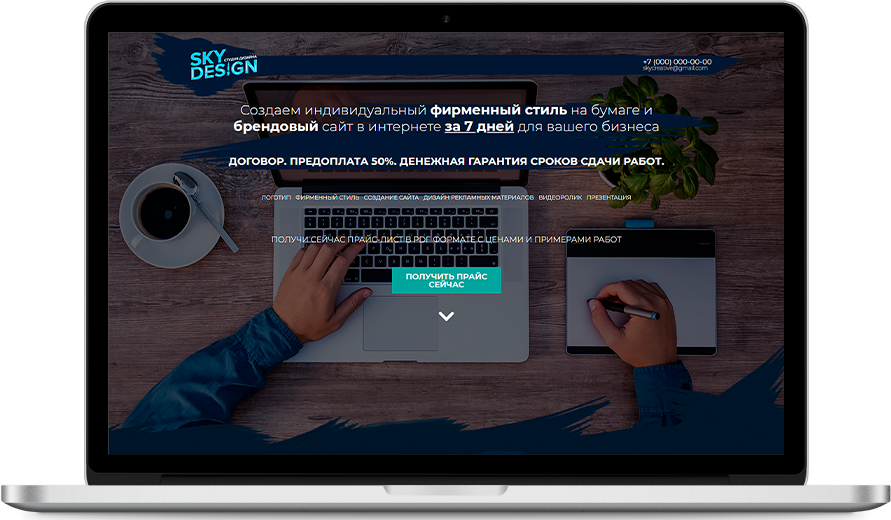 SKY
СТУДИЯ ДИЗАЙНА
DESIGN
+7 (000) 000-00-00
skycreative@gmail.com
Создаем индивидуальный фирменный стиль на бумаге и
брендовый сайт в интернете за 7 дней для вашего бизнеса
ДОГОВОР. ПРЕДОПЛАТА 50%. ДЕНЕЖНАЯ ГАРАНТИЯ СРОКОВ СДАЧИ РАБОТ.
ЛОГОТИП ФИРМЕННЫЙ СТИЛЬ СОЗДАНИЕ САЙТА ДИЗАЙН РЕКЛАМНЫХ МАТЕРИАЛОВ ВИДЕОРОЛИК ПРЕЗЕНТАЦИЯ
ПОЛУЧИ СЕЙЧАС ПРАЙС-ЛИСТ В PDF ФОРМАТЕ С ЦЕНАМИ И ПРИМЕРАМИ РАБОТ
ПОЛУЧИТЬ ПРАЙС
СЕЙЧАС